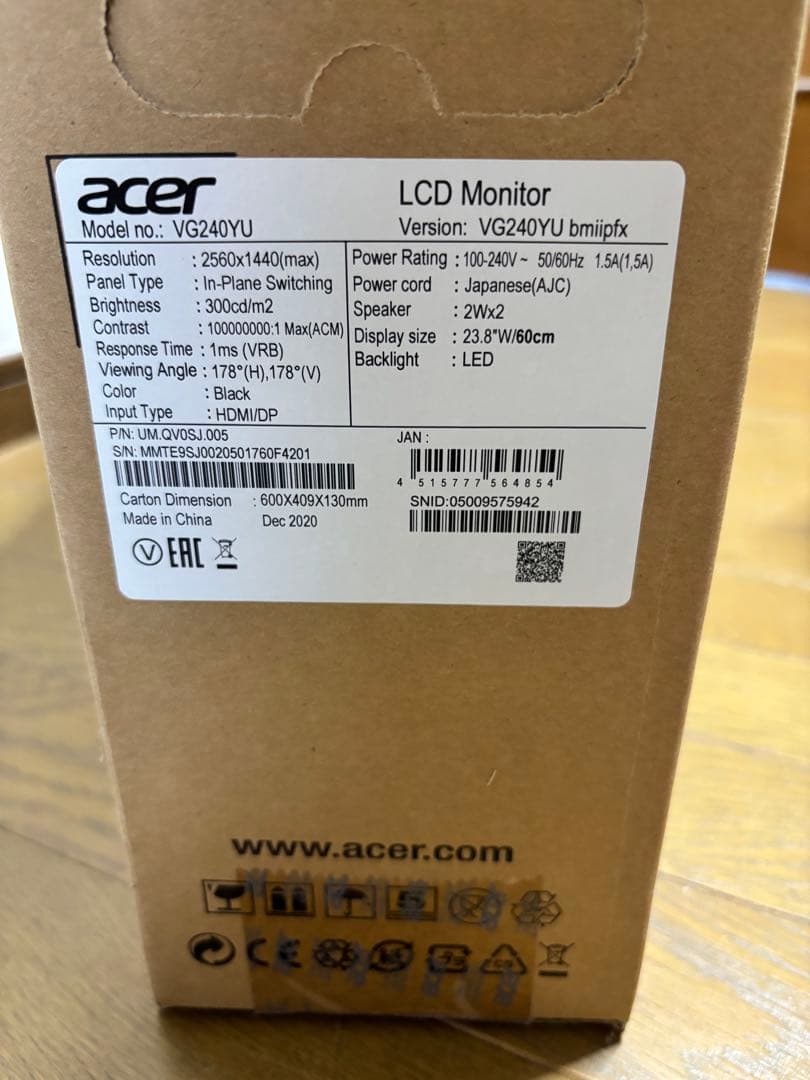 acer
LCD Monitor
Model no.: VG240YU
Version: VG240YU bmiipfx
Resolution : 2560x1440(max)
Panel Type : In-Plane Switching
Brightness : 300cd/m2
Contrast : 100000000:1 Max(ACM)
Response Time : 1ms (VRB)
Viewing Angle : 178°(H),178°(V)
Color : Black
Input Type : HDMI/DP
Power Rating : 100-240V ~ 50/60Hz 1.5A(1,5A)
Power cord : Japanese(AJC)
Speaker : 2Wx2
Display size : 23.8"W/60cm
Backlight : LED
P/N: UM.QV0SJ.005
S/N: MMTE9SJ0020501760F4201
Carton Dimension : 600X409X130mm
Made in China Dec 2020
V EAC
JAN :
4 515777 564854
SNID:05009575942
www.acer.com
CE